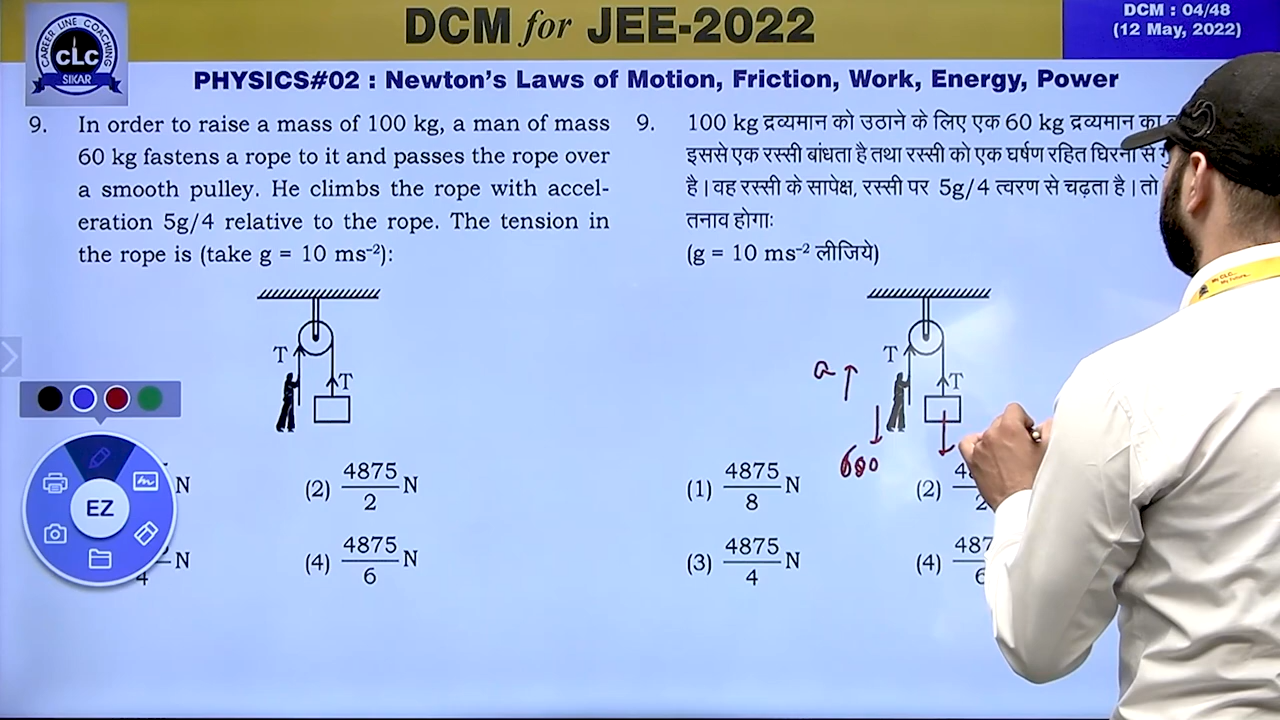 DCM for JEE-2022
DCM : 04/48
(12 May, 2022)
CAREER LINE COACHING
CLC
SIKAR
PHYSICS#02 : Newton's Laws of Motion, Friction, Work, Energy, Power
9. In order to raise a mass of 100 kg, a man of mass
60 kg fastens a rope to it and passes the rope over
a smooth pulley. He climbs the rope with accel-
eration 5g/4 relative to the rope. The tension in
the rope is (take g = 10 ms⁻²):
T
T
N
(2) 4875/2 N
4 N
(4) 4875/6 N
EZ
9. 100 kg द्रव्यमान को उठाने के लिए एक 60 kg द्रव्यमान का
इससे एक रस्सी बांधता है तथा रस्सी को एक घर्षण रहित घिरनी से
है। वह रस्सी के सापेक्ष, रस्सी पर 5g/4 त्वरण से चढ़ता है। तो
तनाव होगाः
(g = 10 ms⁻² लीजिये)
T
T
a
600
(1) 4875/8 N
(2)
(3) 4875/4 N
(4)